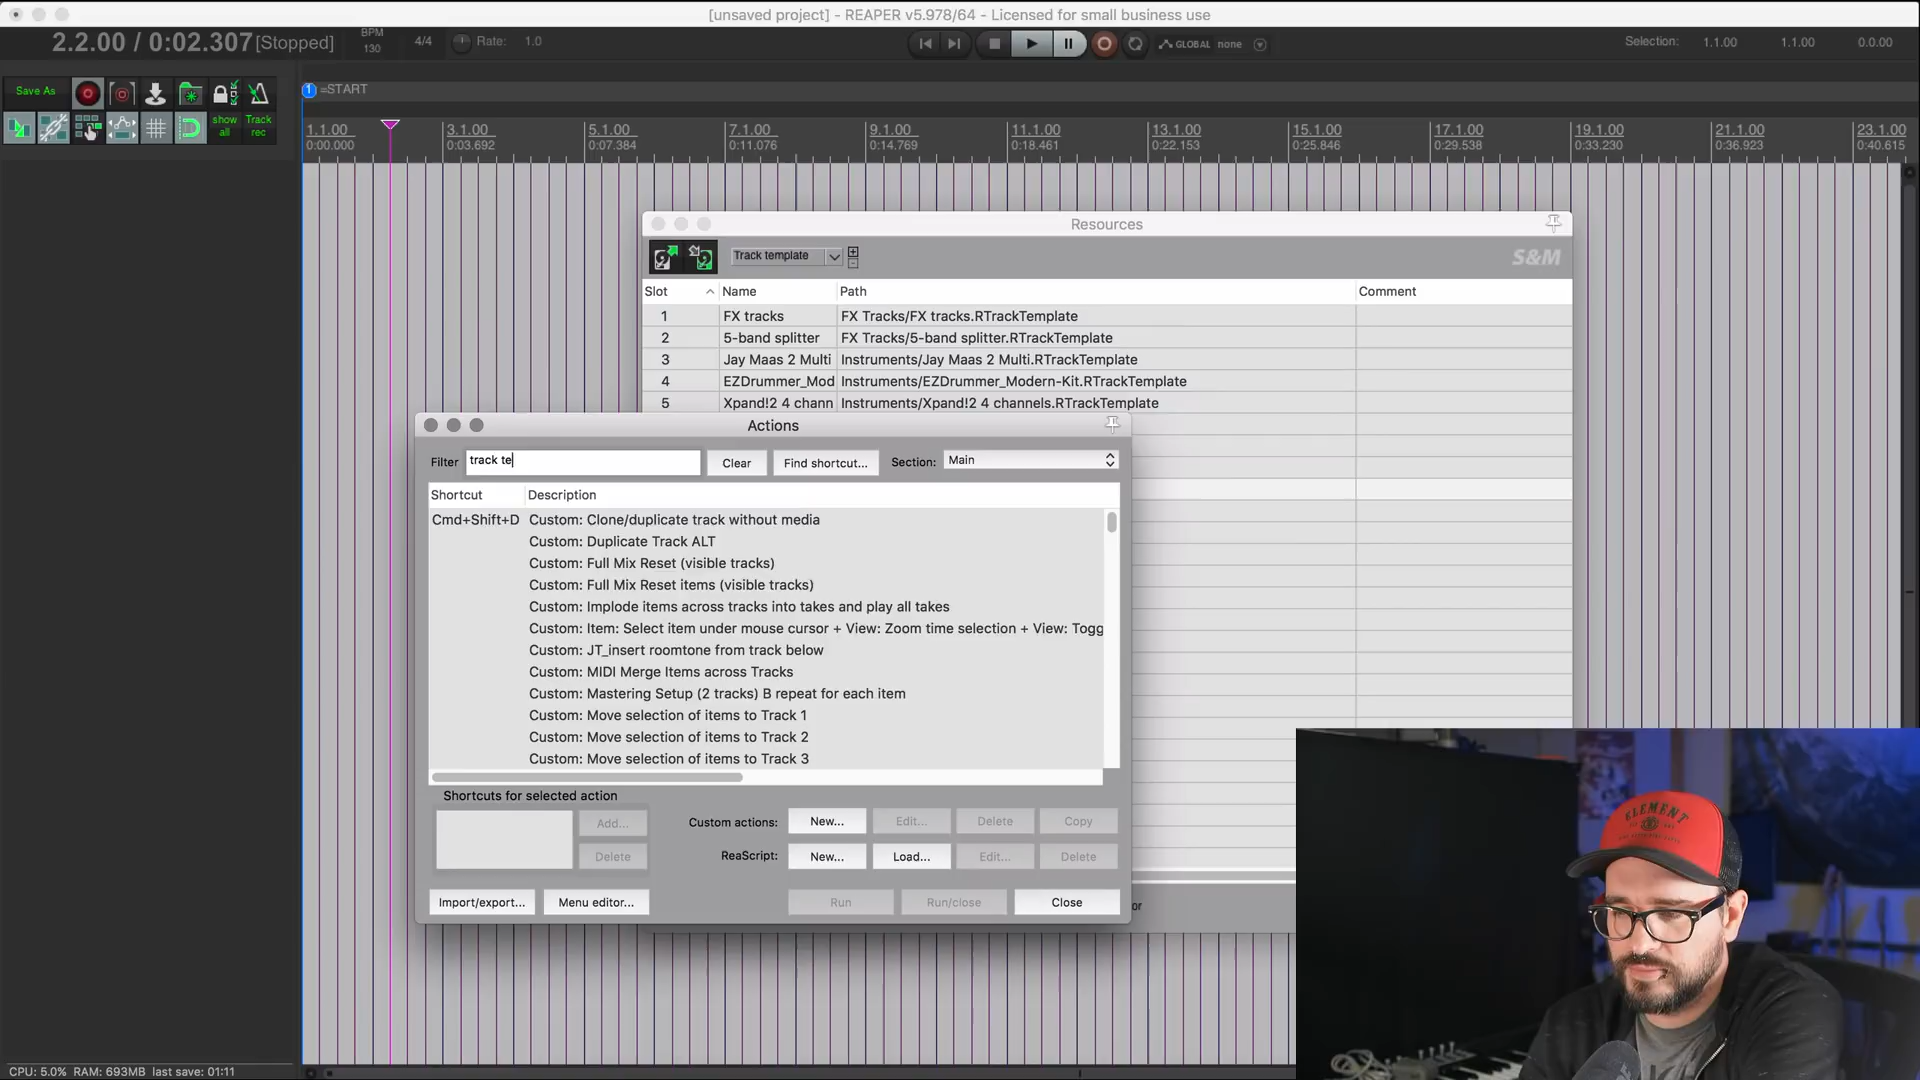 [unsaved project] - REAPER v5.978/64 - Licensed for small business use
2.2.00 / 0:02.307 [Stopped]
BPM
130
4/4
Rate: 1.0
GLOBAL none
Selection: 1.1.00 1.1.00 0.0.00
Save As
show all
Track rec
1 =START
1.1.00 3.1.00 5.1.00 7.1.00 9.1.00 11.1.00 13.1.00 15.1.00 17.1.00 19.1.00 21.1.00 23.1.00
0:00.000 0:03.692 0:07.384 0:11.076 0:14.769 0:18.461 0:22.153 0:25.846 0:29.538 0:33.230 0:36.923 0:40.615
Resources
Track template
S&M
Slot Name Path Comment
1 FX tracks FX Tracks/FX tracks.RTrackTemplate
2 5-band splitter FX Tracks/5-band splitter.RTrackTemplate
3 Jay Maas 2 Multi Instruments/Jay Maas 2 Multi.RTrackTemplate
4 EZDrummer_Mod Instruments/EZDrummer_Modern-Kit.RTrackTemplate
5 Xpand!2 4 chann Instruments/Xpand!2 4 channels.RTrackTemplate
Actions
Filter track te Clear Find shortcut... Section: Main
Shortcut Description
Cmd+Shift+D Custom: Clone/duplicate track without media
Custom: Duplicate Track ALT
Custom: Full Mix Reset (visible tracks)
Custom: Full Mix Reset items (visible tracks)
Custom: Implode items across tracks into takes and play all takes
Custom: Item: Select item under mouse cursor + View: Zoom time selection + View: Togg
Custom: JT_insert roomtone from track below
Custom: MIDI Merge Items across Tracks
Custom: Mastering Setup (2 tracks) B repeat for each item
Custom: Move selection of items to Track 1
Custom: Move selection of items to Track 2
Custom: Move selection of items to Track 3
Shortcuts for selected action
Add...
Delete
Custom actions: New... Edit... Delete Copy
ReaScript: New... Load... Edit... Delete
Import/export... Menu editor... Run Run/close Close
or
ELEMENT
CPU: 5.0% RAM: 693MB last save: 01:11